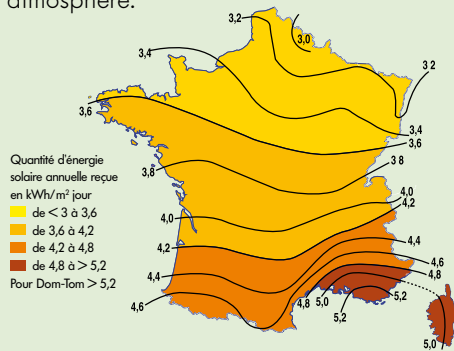 atmosphère.
3,2
3,0
3,4
3 2
3,6
3,4
3,6
3,8
3 8
4,0
4,2
4,0
4,2
4,4
4,4
4,6
4,6
4,8
4,8
5,0
5,2
5,2
5,0
Quantité d'énergie
solaire annuelle reçue
en kWh/m² jour
de < 3 à 3,6
de 3,6 à 4,2
de 4,2 à 4,8
de 4,8 à > 5,2
Pour Dom-Tom > 5,2